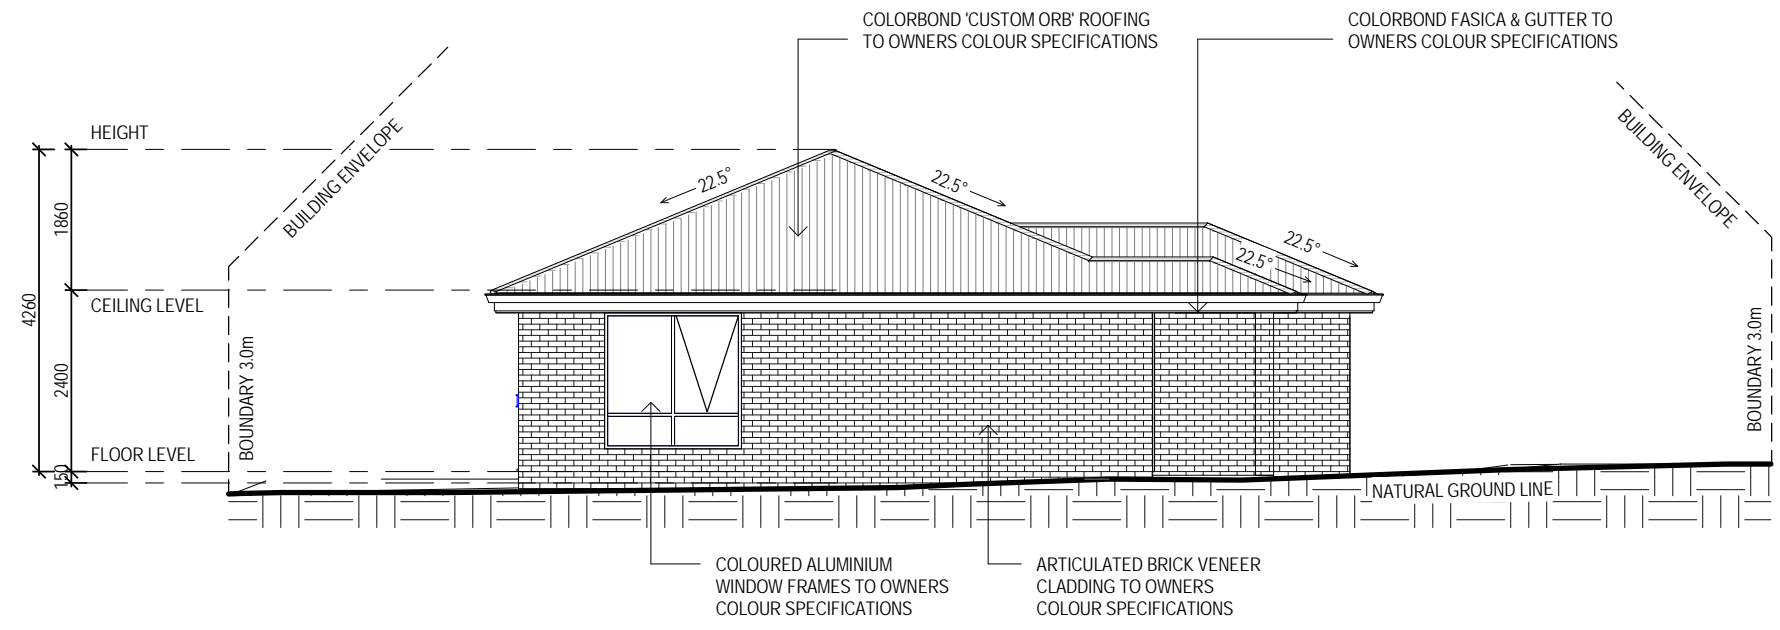 COLORBOND 'CUSTOM ORB' ROOFING
TO OWNERS COLOUR SPECIFICATIONS
COLORBOND FASICA & GUTTER TO
OWNERS COLOUR SPECIFICATIONS
HEIGHT
BUILDING ENVELOPE
BUILDING ENVELOPE
22.5°
22.5°
22.5°
22.5°
1860
4260
CEILING LEVEL
2400
BOUNDARY 3.0m
BOUNDARY 3.0m
FLOOR LEVEL
150
NATURAL GROUND LINE
COLOURED ALUMINIUM
WINDOW FRAMES TO OWNERS
COLOUR SPECIFICATIONS
ARTICULATED BRICK VENEER
CLADDING TO OWNERS
COLOUR SPECIFICATIONS